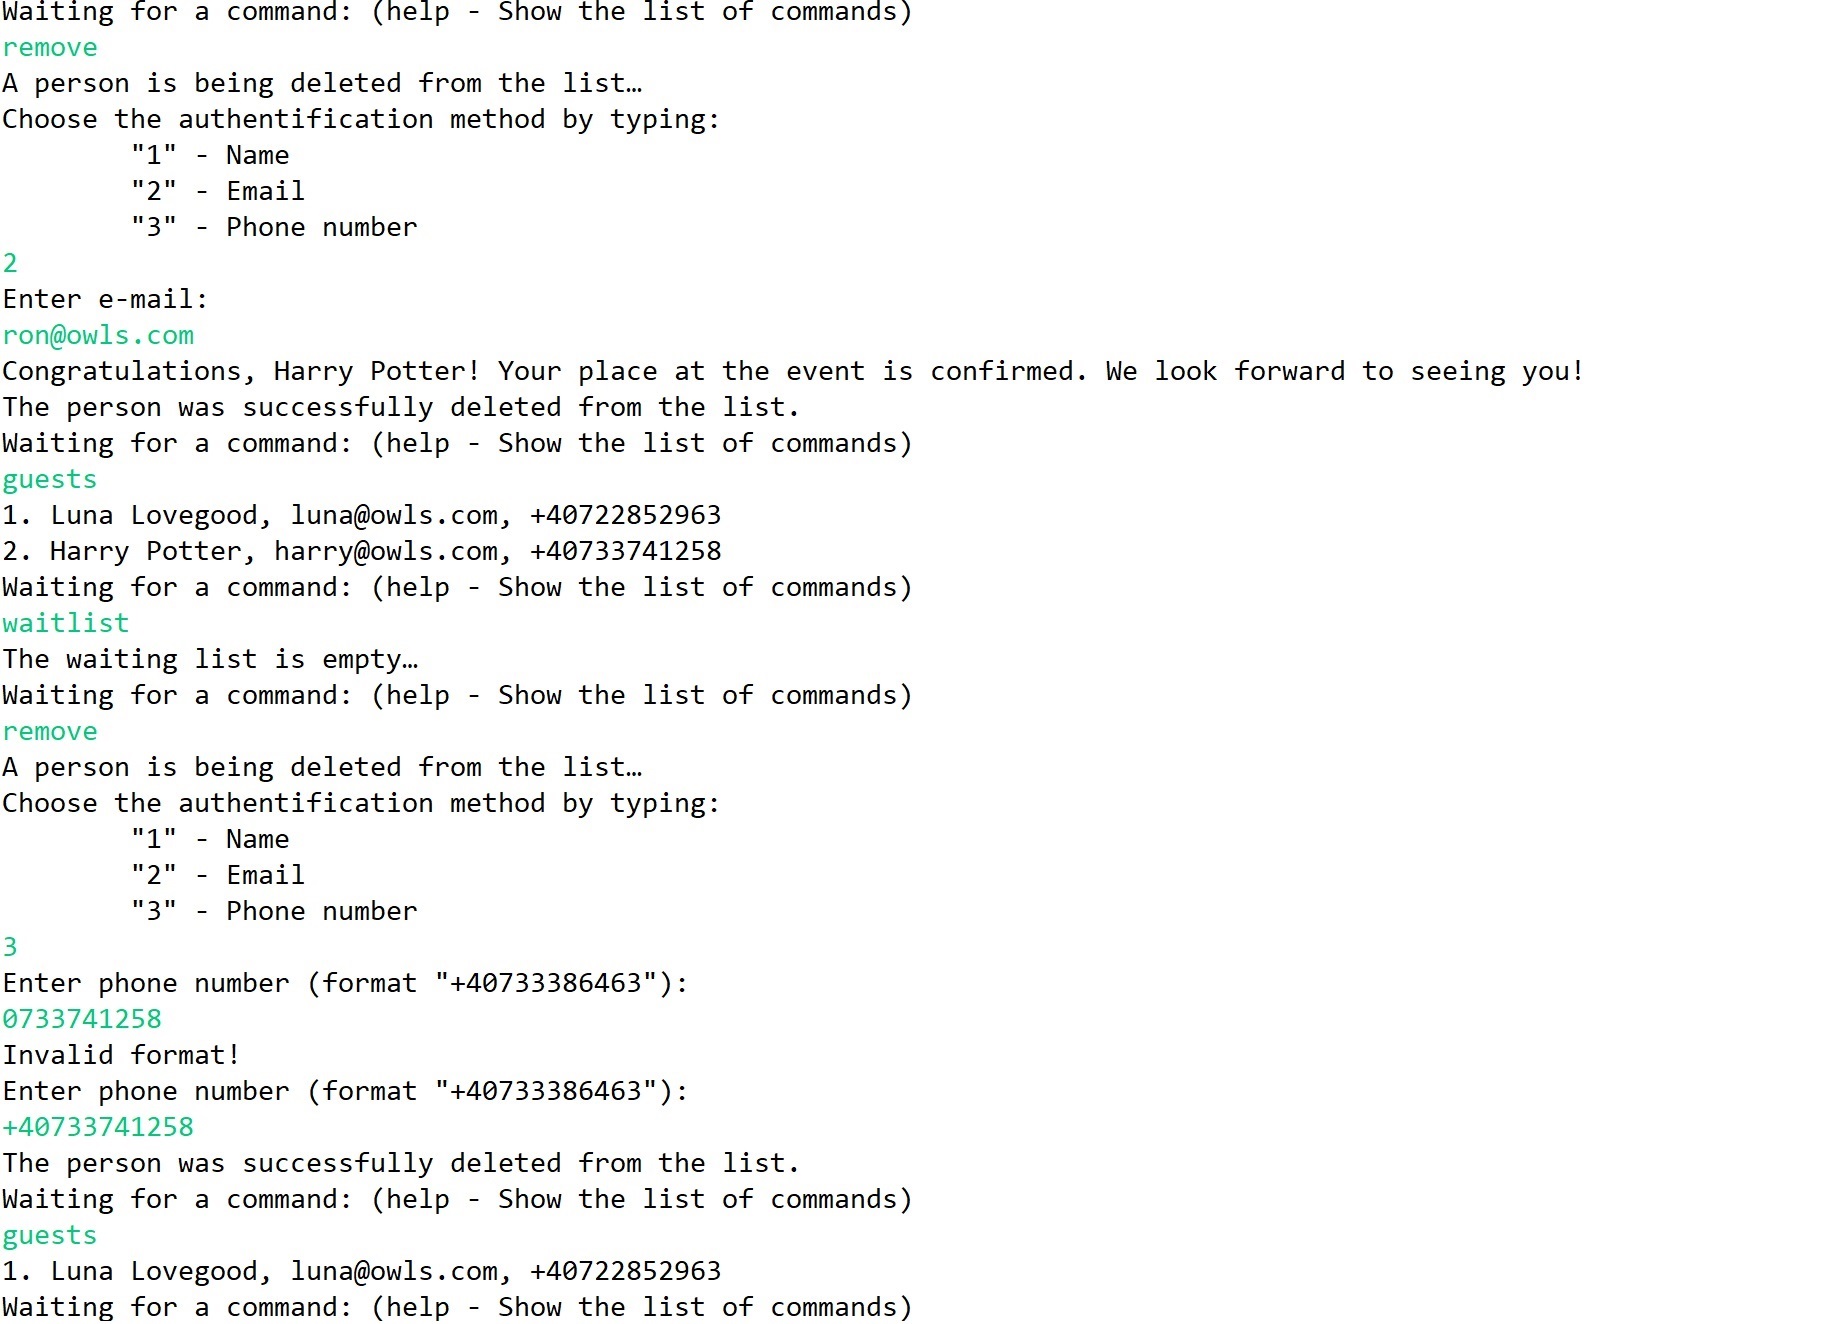 Waiting for a command: (help - Show the list of commands)
remove
A person is being deleted from the list…
Choose the authentification method by typing:
"1" - Name
"2" - Email
"3" - Phone number
2
Enter e-mail:
ron@owls.com
Congratulations, Harry Potter! Your place at the event is confirmed. We look forward to seeing you!
The person was successfully deleted from the list.
Waiting for a command: (help - Show the list of commands)
guests
1. Luna Lovegood, luna@owls.com, +40722852963
2. Harry Potter, harry@owls.com, +40733741258
Waiting for a command: (help - Show the list of commands)
waitlist
The waiting list is empty…
Waiting for a command: (help - Show the list of commands)
remove
A person is being deleted from the list…
Choose the authentification method by typing:
"1" - Name
"2" - Email
"3" - Phone number
3
Enter phone number (format "+40733386463"):
0733741258
Invalid format!
Enter phone number (format "+40733386463"):
+40733741258
The person was successfully deleted from the list.
Waiting for a command: (help - Show the list of commands)
guests
1. Luna Lovegood, luna@owls.com, +40722852963
Waiting for a command: (help - Show the list of commands)